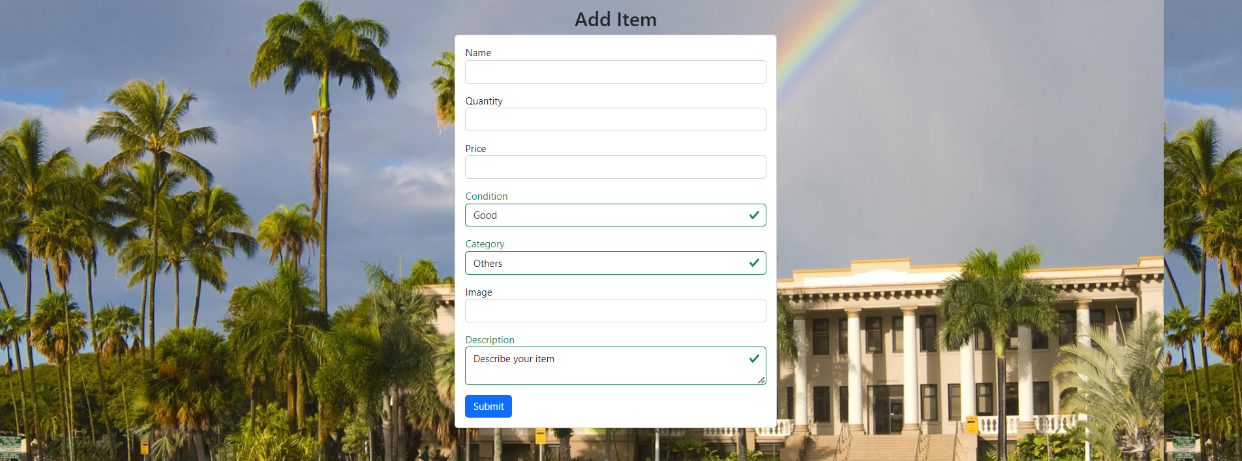 Add Item
Name
Quantity
Price
Condition
Good
Category
Others
Image
Description
Describe your item
Submit